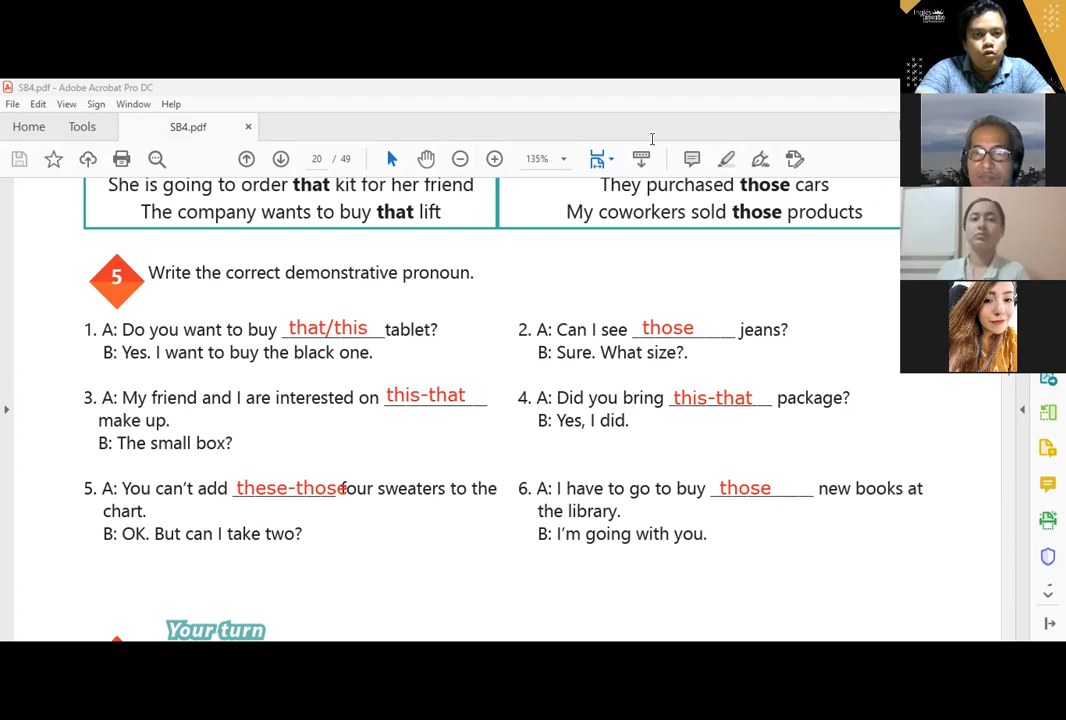 Inglés
Corporativo
SB4.pdf - Adobe Acrobat Pro DC
File Edit View Sign Window Help
Home Tools SB4.pdf ×
20 / 49 135%
She is going to order that kit for her friend
The company wants to buy that lift
They purchased those cars
My coworkers sold those products
5 Write the correct demonstrative pronoun.
1. A: Do you want to buy that/this tablet?
B: Yes. I want to buy the black one.
2. A: Can I see those jeans?
B: Sure. What size?.
3. A: My friend and I are interested on this-that
make up.
B: The small box?
4. A: Did you bring this-that package?
B: Yes, I did.
5. A: You can't add these-those four sweaters to the
chart.
B: OK. But can I take two?
6. A: I have to go to buy those new books at
the library.
B: I'm going with you.
Your turn